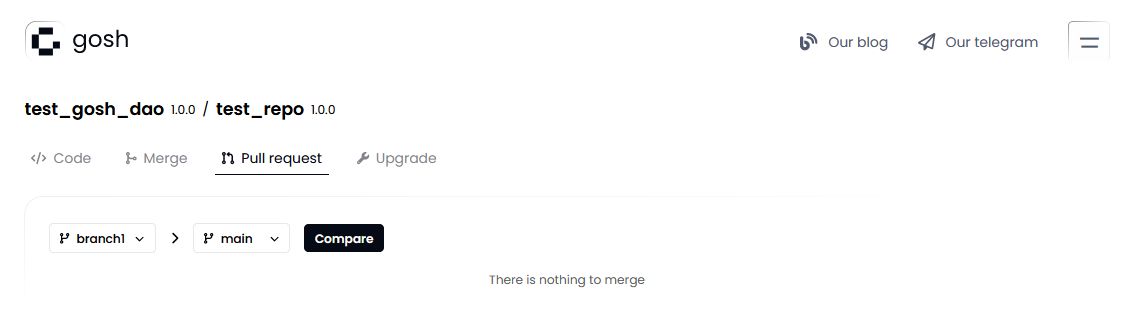 gosh
Our blog
Our telegram
test_gosh_dao 1.0.0 / test_repo 1.0.0
</> Code
Merge
Pull request
Upgrade
branch1 > main Compare
There is nothing to merge